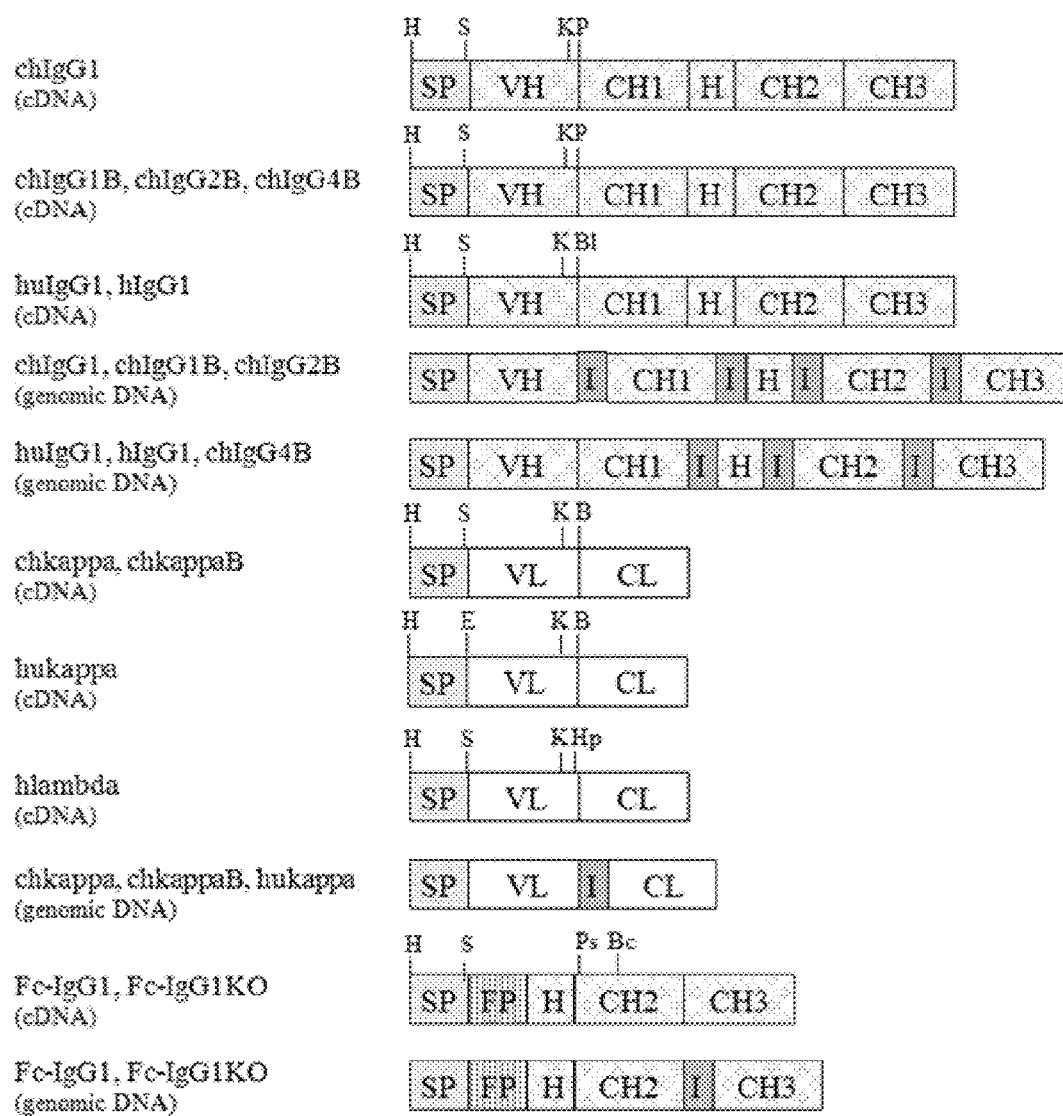 H S KP
chIgG1
(cDNA)
SP VH CH1 H CH2 CH3
H S KP
chIgG1B, chIgG2B, chIgG4B
(cDNA)
SP VH CH1 H CH2 CH3
H S K Bl
huIgG1, hIgG1
(cDNA)
SP VH CH1 H CH2 CH3
chIgG1, chIgG1B, chIgG2B
(genomic DNA)
SP VH I CH1 I H I CH2 I CH3
huIgG1, hIgG1, chIgG4B
(genomic DNA)
SP VH CH1 I H I CH2 I CH3
H S K B
chkappa, chkappaB
(cDNA)
SP VL CL
H E K B
hukappa
(cDNA)
SP VL CL
H S KHp
hlambda
(cDNA)
SP VL CL
chkappa, chkappaB, hukappa
(genomic DNA)
SP VL I CL
H S Ps Bc
Fc-IgG1, Fc-IgG1KO
(cDNA)
SP FP H CH2 CH3
Fc-IgG1, Fc-IgG1KO
(genomic DNA)
SP FP H CH2 I CH3